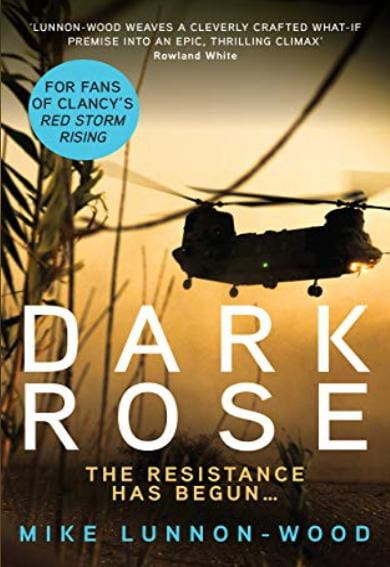 'LUNNON-WOOD WEAVES A CLEVERLY CRAFTED WHAT-IF
PREMISE INTO AN EPIC, THRILLING CLIMAX'
Rowland White
FOR FANS
OF CLANCY'S
RED STORM
RISING
DARK
ROSE
THE RESISTANCE
HAS BEGUN...
MIKE LUNNON-WOOD